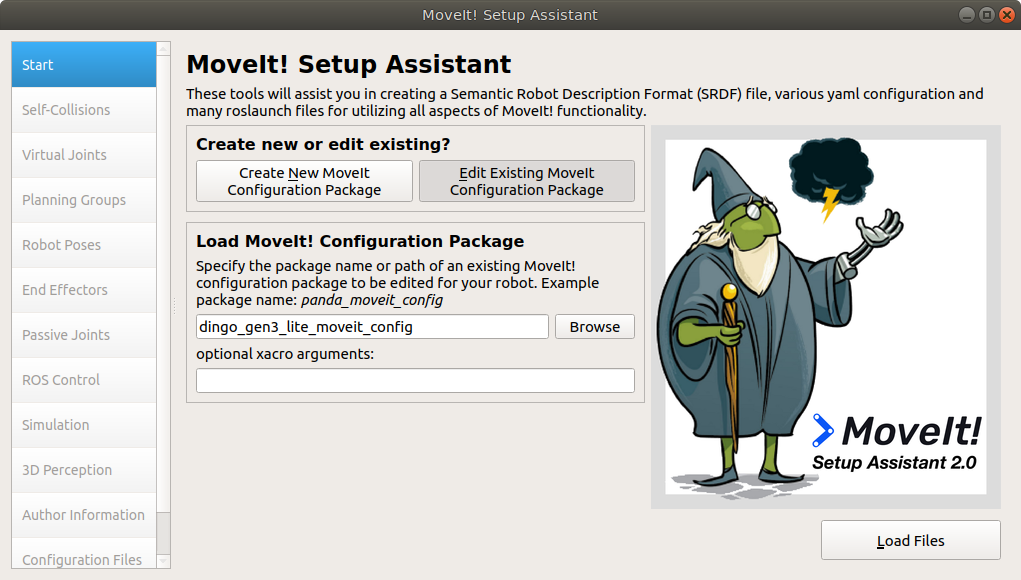 MoveIt! Setup Assistant
Start
Self-Collisions
Virtual Joints
Planning Groups
Robot Poses
End Effectors
Passive Joints
ROS Control
Simulation
3D Perception
Author Information
Configuration Files
MoveIt! Setup Assistant
These tools will assist you in creating a Semantic Robot Description Format (SRDF) file, various yaml configuration and
many roslaunch files for utilizing all aspects of MoveIt! functionality.
Create new or edit existing?
Create New MoveIt
Configuration Package
Edit Existing MoveIt
Configuration Package
Load MoveIt! Configuration Package
Specify the package name or path of an existing MoveIt!
configuration package to be edited for your robot. Example
package name: panda_moveit_config
dingo_gen3_lite_moveit_config
Browse
optional xacro arguments:
MoveIt!
Setup Assistant 2.0
Load Files